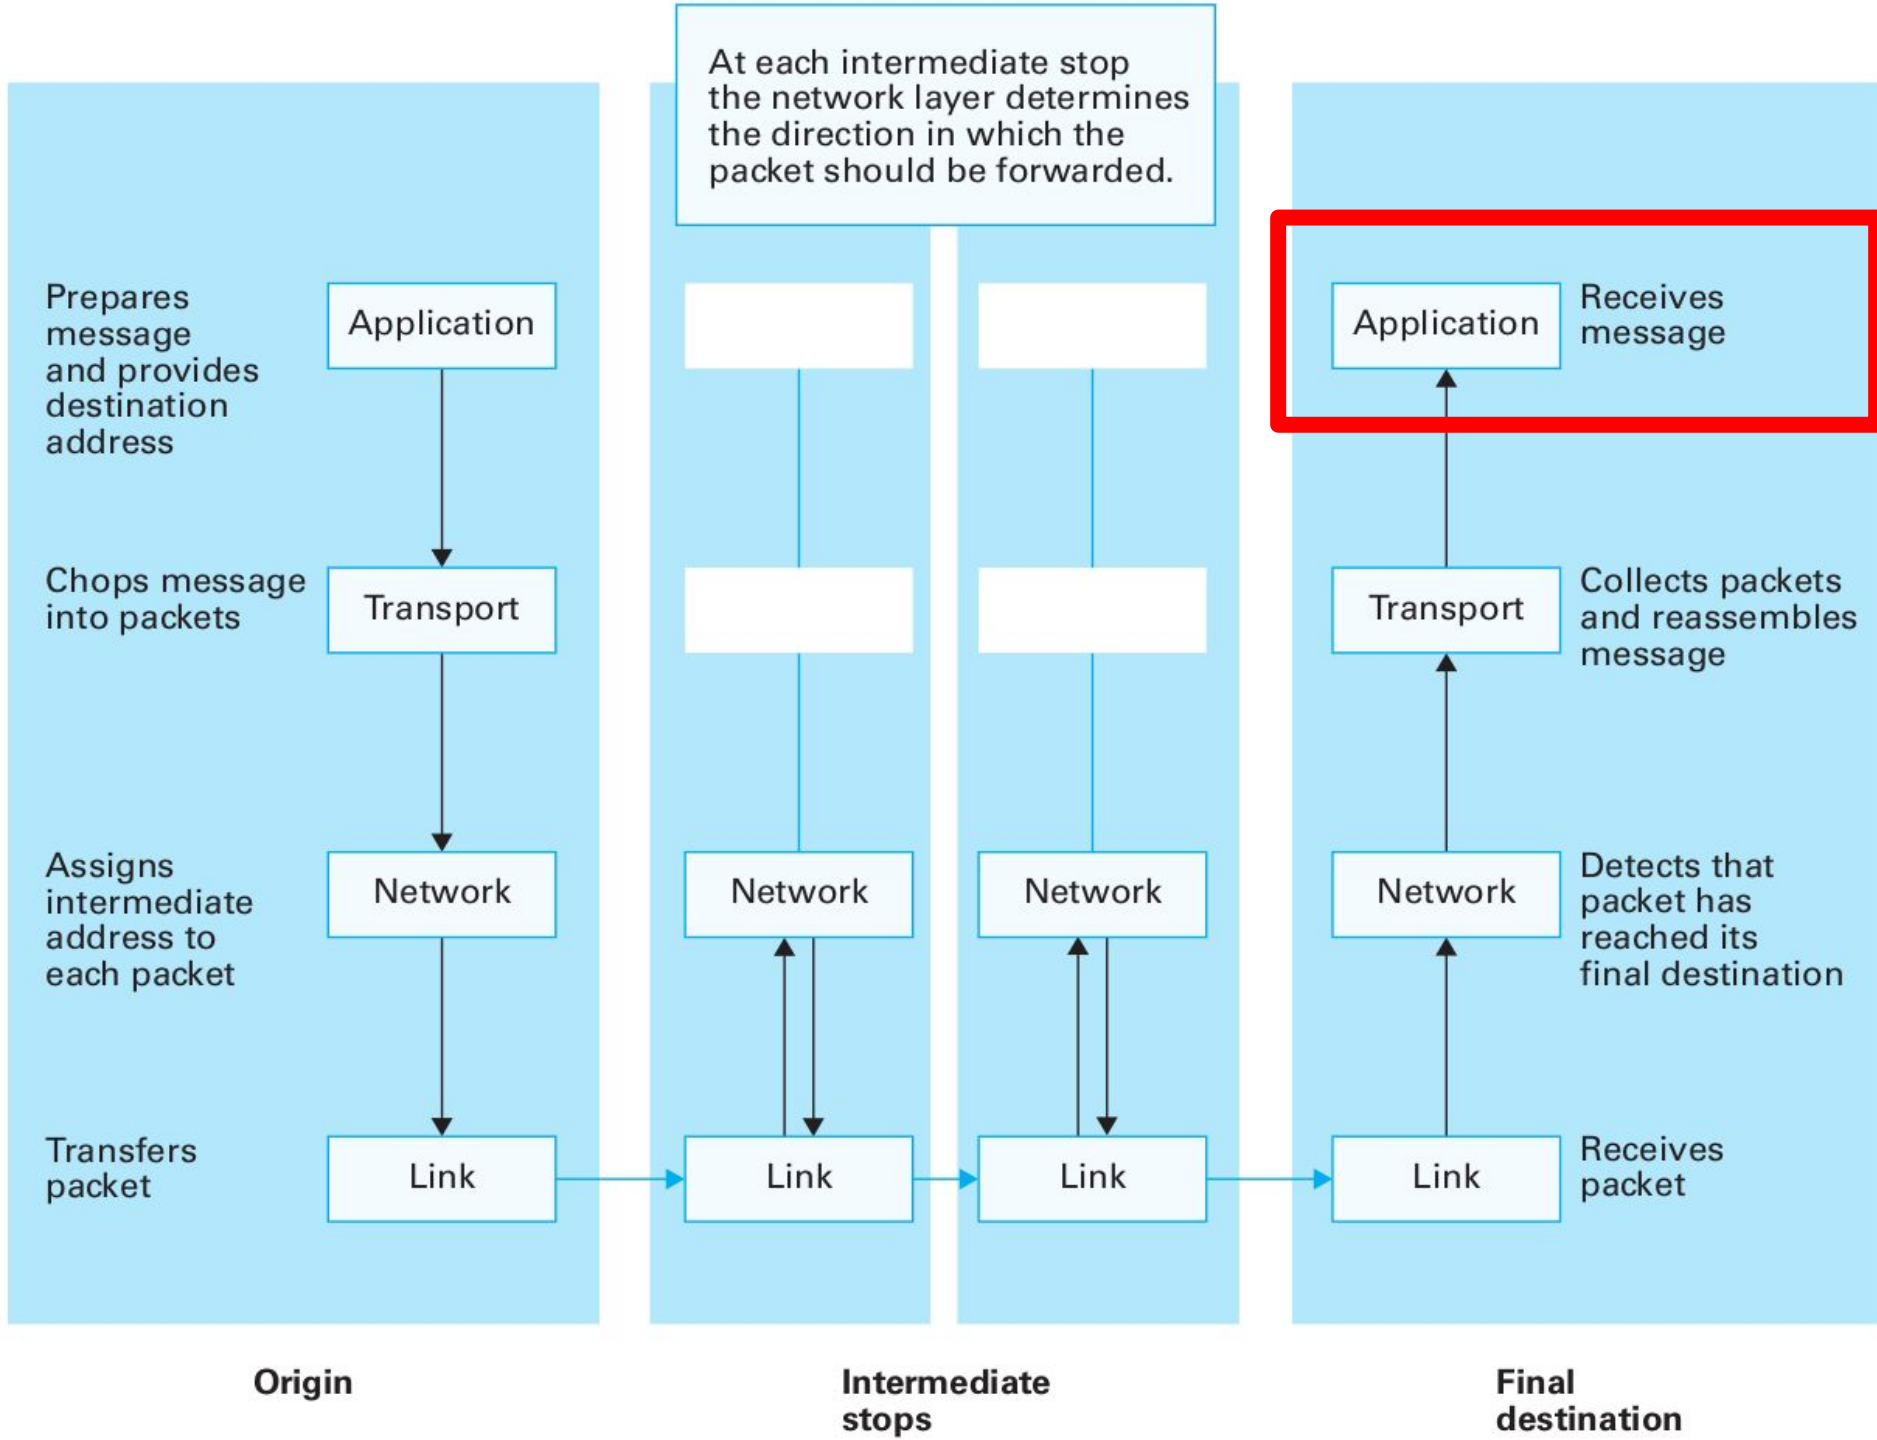 At each intermediate stop
the network layer determines
the direction in which the
packet should be forwarded.
Prepares
message
and provides
destination
address
Application
Application
Receives
message
Chops message
into packets
Transport
Transport
Collects packets
and reassembles
message
Assigns
intermediate
address to
each packet
Network
Network
Network
Network
Detects that
packet has
reached its
final destination
Transfers
packet
Link
Link
Link
Link
Receives
packet
Origin
Intermediate
stops
Final
destination